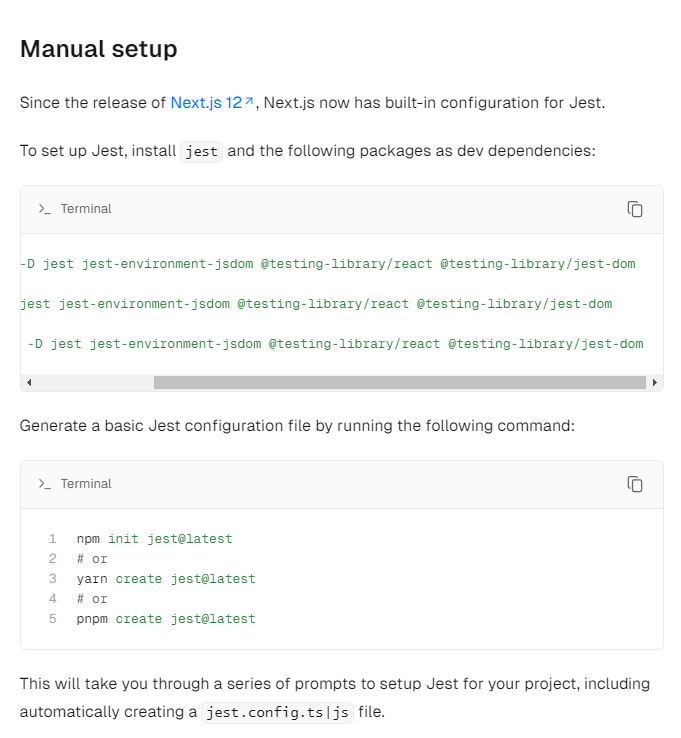 Manual setup
Since the release of Next.js 12↗, Next.js now has built-in configuration for Jest.
To set up Jest, install jest and the following packages as dev dependencies:
>_ Terminal
-D jest jest-environment-jsdom @testing-library/react @testing-library/jest-dom
jest jest-environment-jsdom @testing-library/react @testing-library/jest-dom
-D jest jest-environment-jsdom @testing-library/react @testing-library/jest-dom
Generate a basic Jest configuration file by running the following command:
>_ Terminal
1 npm init jest@latest
2 # or
3 yarn create jest@latest
4 # or
5 pnpm create jest@latest
This will take you through a series of prompts to setup Jest for your project, including
automatically creating a jest.config.ts|js file.